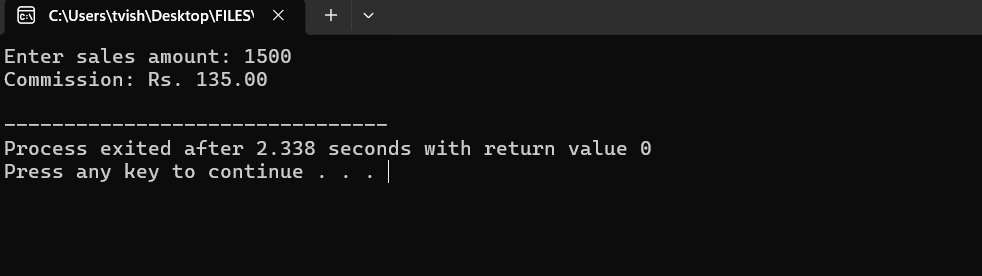 C:\Users\tvish\Desktop\FILES\
Enter sales amount: 1500
Commission: Rs. 135.00
--------------------------------
Process exited after 2.338 seconds with return value 0
Press any key to continue . . .